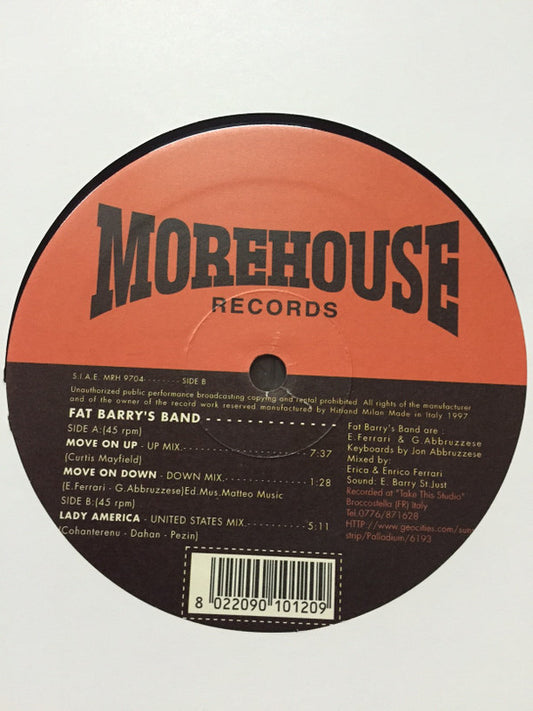 MOREHOUSE
RECORDS
S.I.A.E. MRH 9704-------- SIDE B
Unauthorized public performance broadcasting copying and rental prohibited. All rights of the manufacturer
and of the owner of the record work reserved manufactured by Hitland Milan Made in Italy 1997
FAT BARRY'S BAND
SIDE A:(45 rpm)
MOVE ON UP - UP MIX. 7:37
(Curtis Mayfield)
MOVE ON DOWN - DOWN MIX. 1:28
(E.Ferrari - G.Abbruzzese)Ed.Mus.Matteo Music
SIDE B:(45 rpm)
LADY AMERICA - UNITED STATES MIX. 5:11
(Cohanterenu - Dahan - Pezin)
Fat Barry's Band are :
E.Ferrari & G.Abbruzzese
Keyboards by Jon Abbruzzese
Mixed by:
Erica & Enrico Ferrari
Sound: E. Barry St.Just
Recorded at "Take This Studio"
Broccostella (FR) Italy
Tel.0776/871628
HTTP://www.geocities.com/sun
strip/Palladium/6193
8 022090 101209